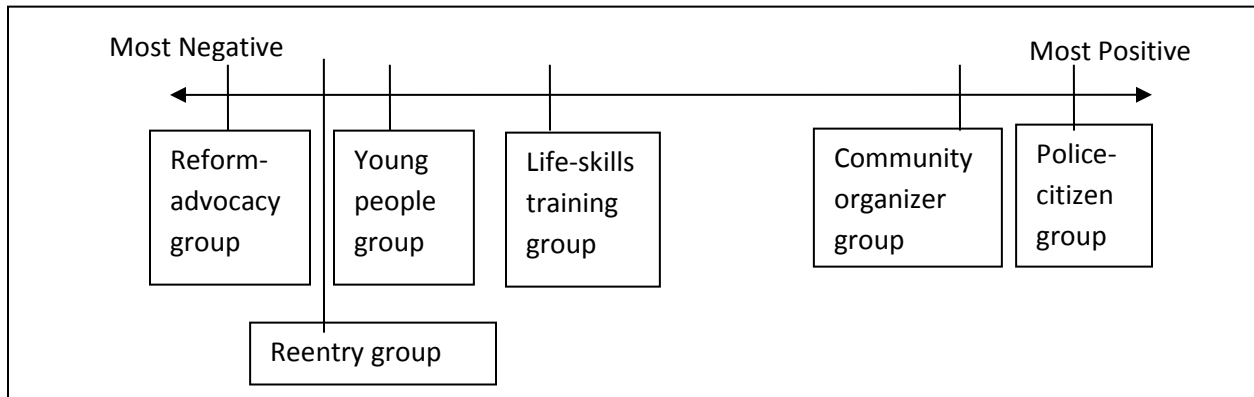 Most Negative
Most Positive
Reform-
advocacy
group
Young
people
group
Life-skills
training
group
Community
organizer
group
Police-
citizen
group
Reentry group